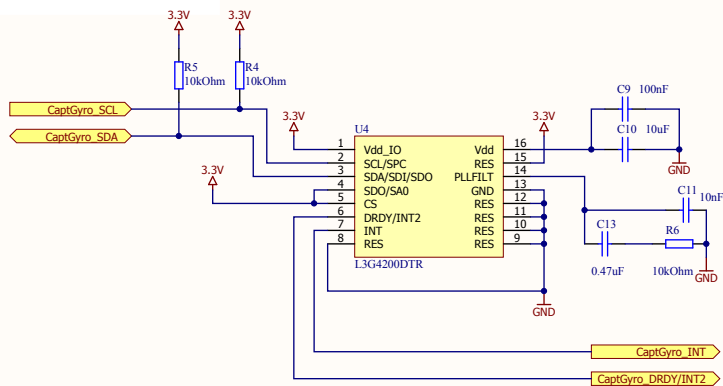 3.3V
3.3V
R5
10kOhm
R4
10kOhm
CaptGyro_SCL
CaptGyro_SDA
3.3V
3.3V
U4
1 Vdd_IO Vdd 16
2 SCL/SPC RES 15
3 SDA/SDI/SDO PLLFILT 14
4 SDO/SA0 GND 13
5 CS RES 12
6 DRDY/INT2 RES 11
7 INT RES 10
8 RES RES 9
L3G4200DTR
3.3V
C9 100nF
C10 10uF
GND
C11
10nF
C13
0.47uF
R6
10kOhm
GND
GND
CaptGyro_INT
CaptGyro_DRDY/INT2